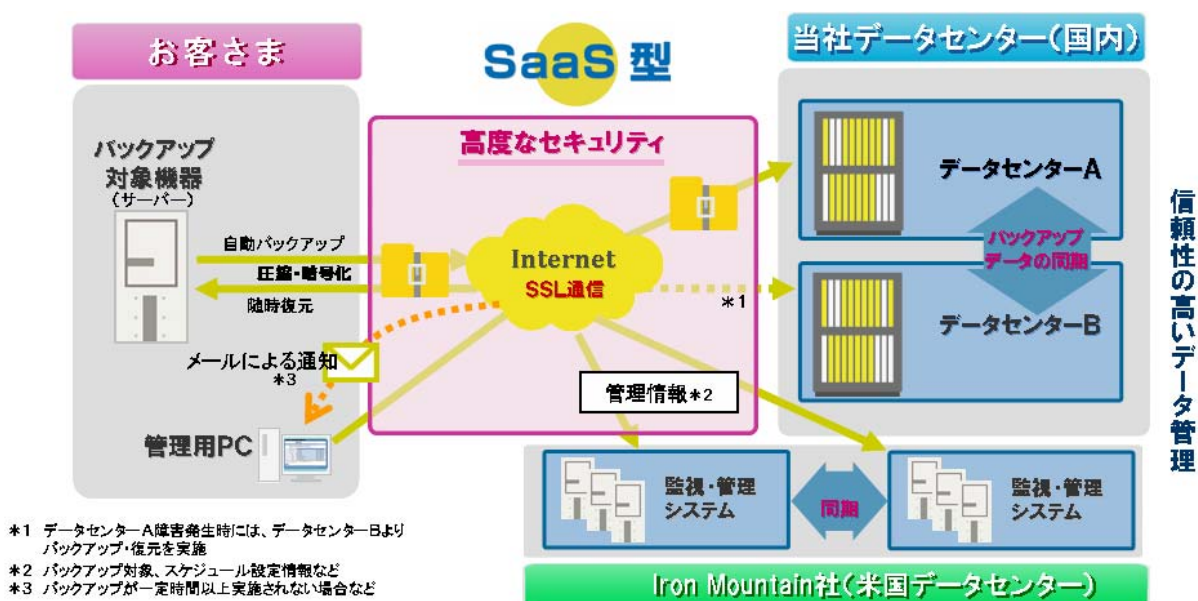 お客さま
SaaS 型
当社データセンター(国内)
バックアップ
対象機器
(サーバー)
高度なセキュリティ
データセンターA
自動バックアップ
圧縮・暗号化
随時復元
Internet
SSL通信
バックアップ
データの同期
*1
データセンターB
メールによる通知
*3
管理情報*2
管理用PC
監視・管理
システム
同期
監視・管理
システム
信頼性の高いデータ管理
Iron Mountain社(米国データセンター)
*1 データセンターA障害発生時には、データセンターBより
バックアップ・復元を実施
*2 バックアップ対象、スケジュール設定情報など
*3 バックアップが一定時間以上実施されない場合など